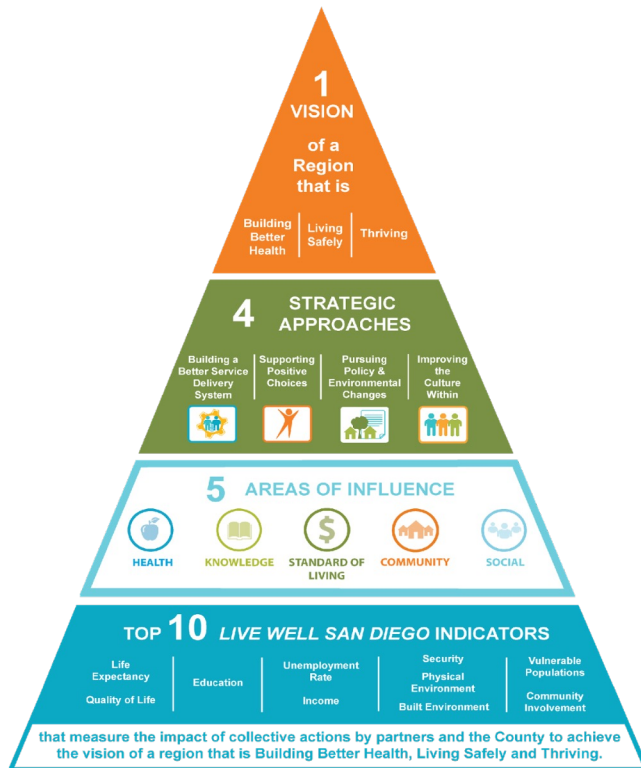 1
VISION
of a
Region
that is
Building
Better
Health
Living
Safely
Thriving
4 STRATEGIC
APPROACHES
Building a
Better Service
Delivery
System
Supporting
Positive
Choices
Pursuing
Policy &
Environmental
Changes
Improving
the
Culture
Within
5 AREAS OF INFLUENCE
HEALTH
KNOWLEDGE
STANDARD OF
LIVING
COMMUNITY
SOCIAL
TOP 10 LIVE WELL SAN DIEGO INDICATORS
Life
Expectancy
Quality of Life
Education
Unemployment
Rate
Income
Security
Physical
Environment
Built Environment
Vulnerable
Populations
Community
Involvement
that measure the impact of collective actions by partners and the County to achieve
the vision of a region that is Building Better Health, Living Safely and Thriving.